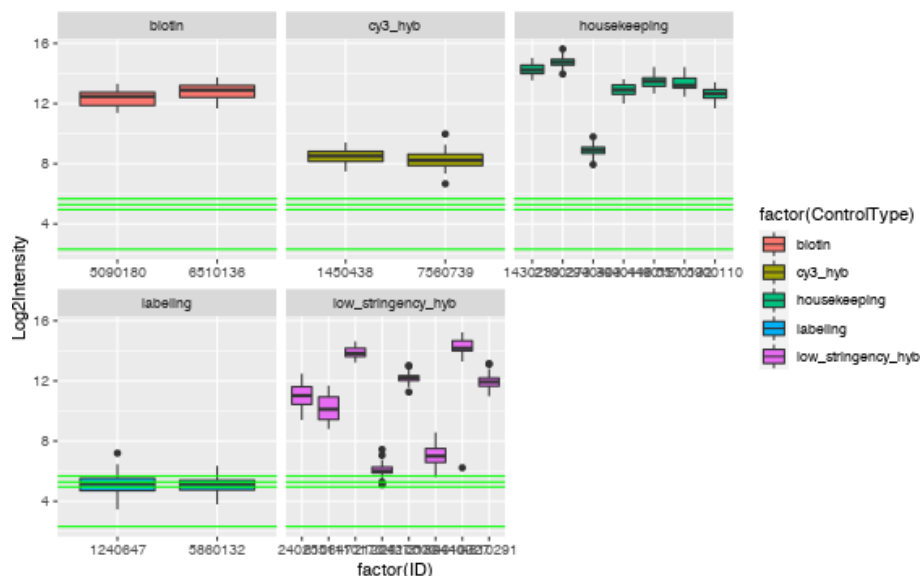 biotin
cy3_hyb
housekeeping
16
12
8
4
5090180
6510136
1450438
7560739
labeling
low_stringency_hyb
16
12
8
4
1240647
5860132
Log2Intensity
factor(ID)
factor(ControlType)
biotin
cy3_hyb
housekeeping
labeling
low_stringency_hyb